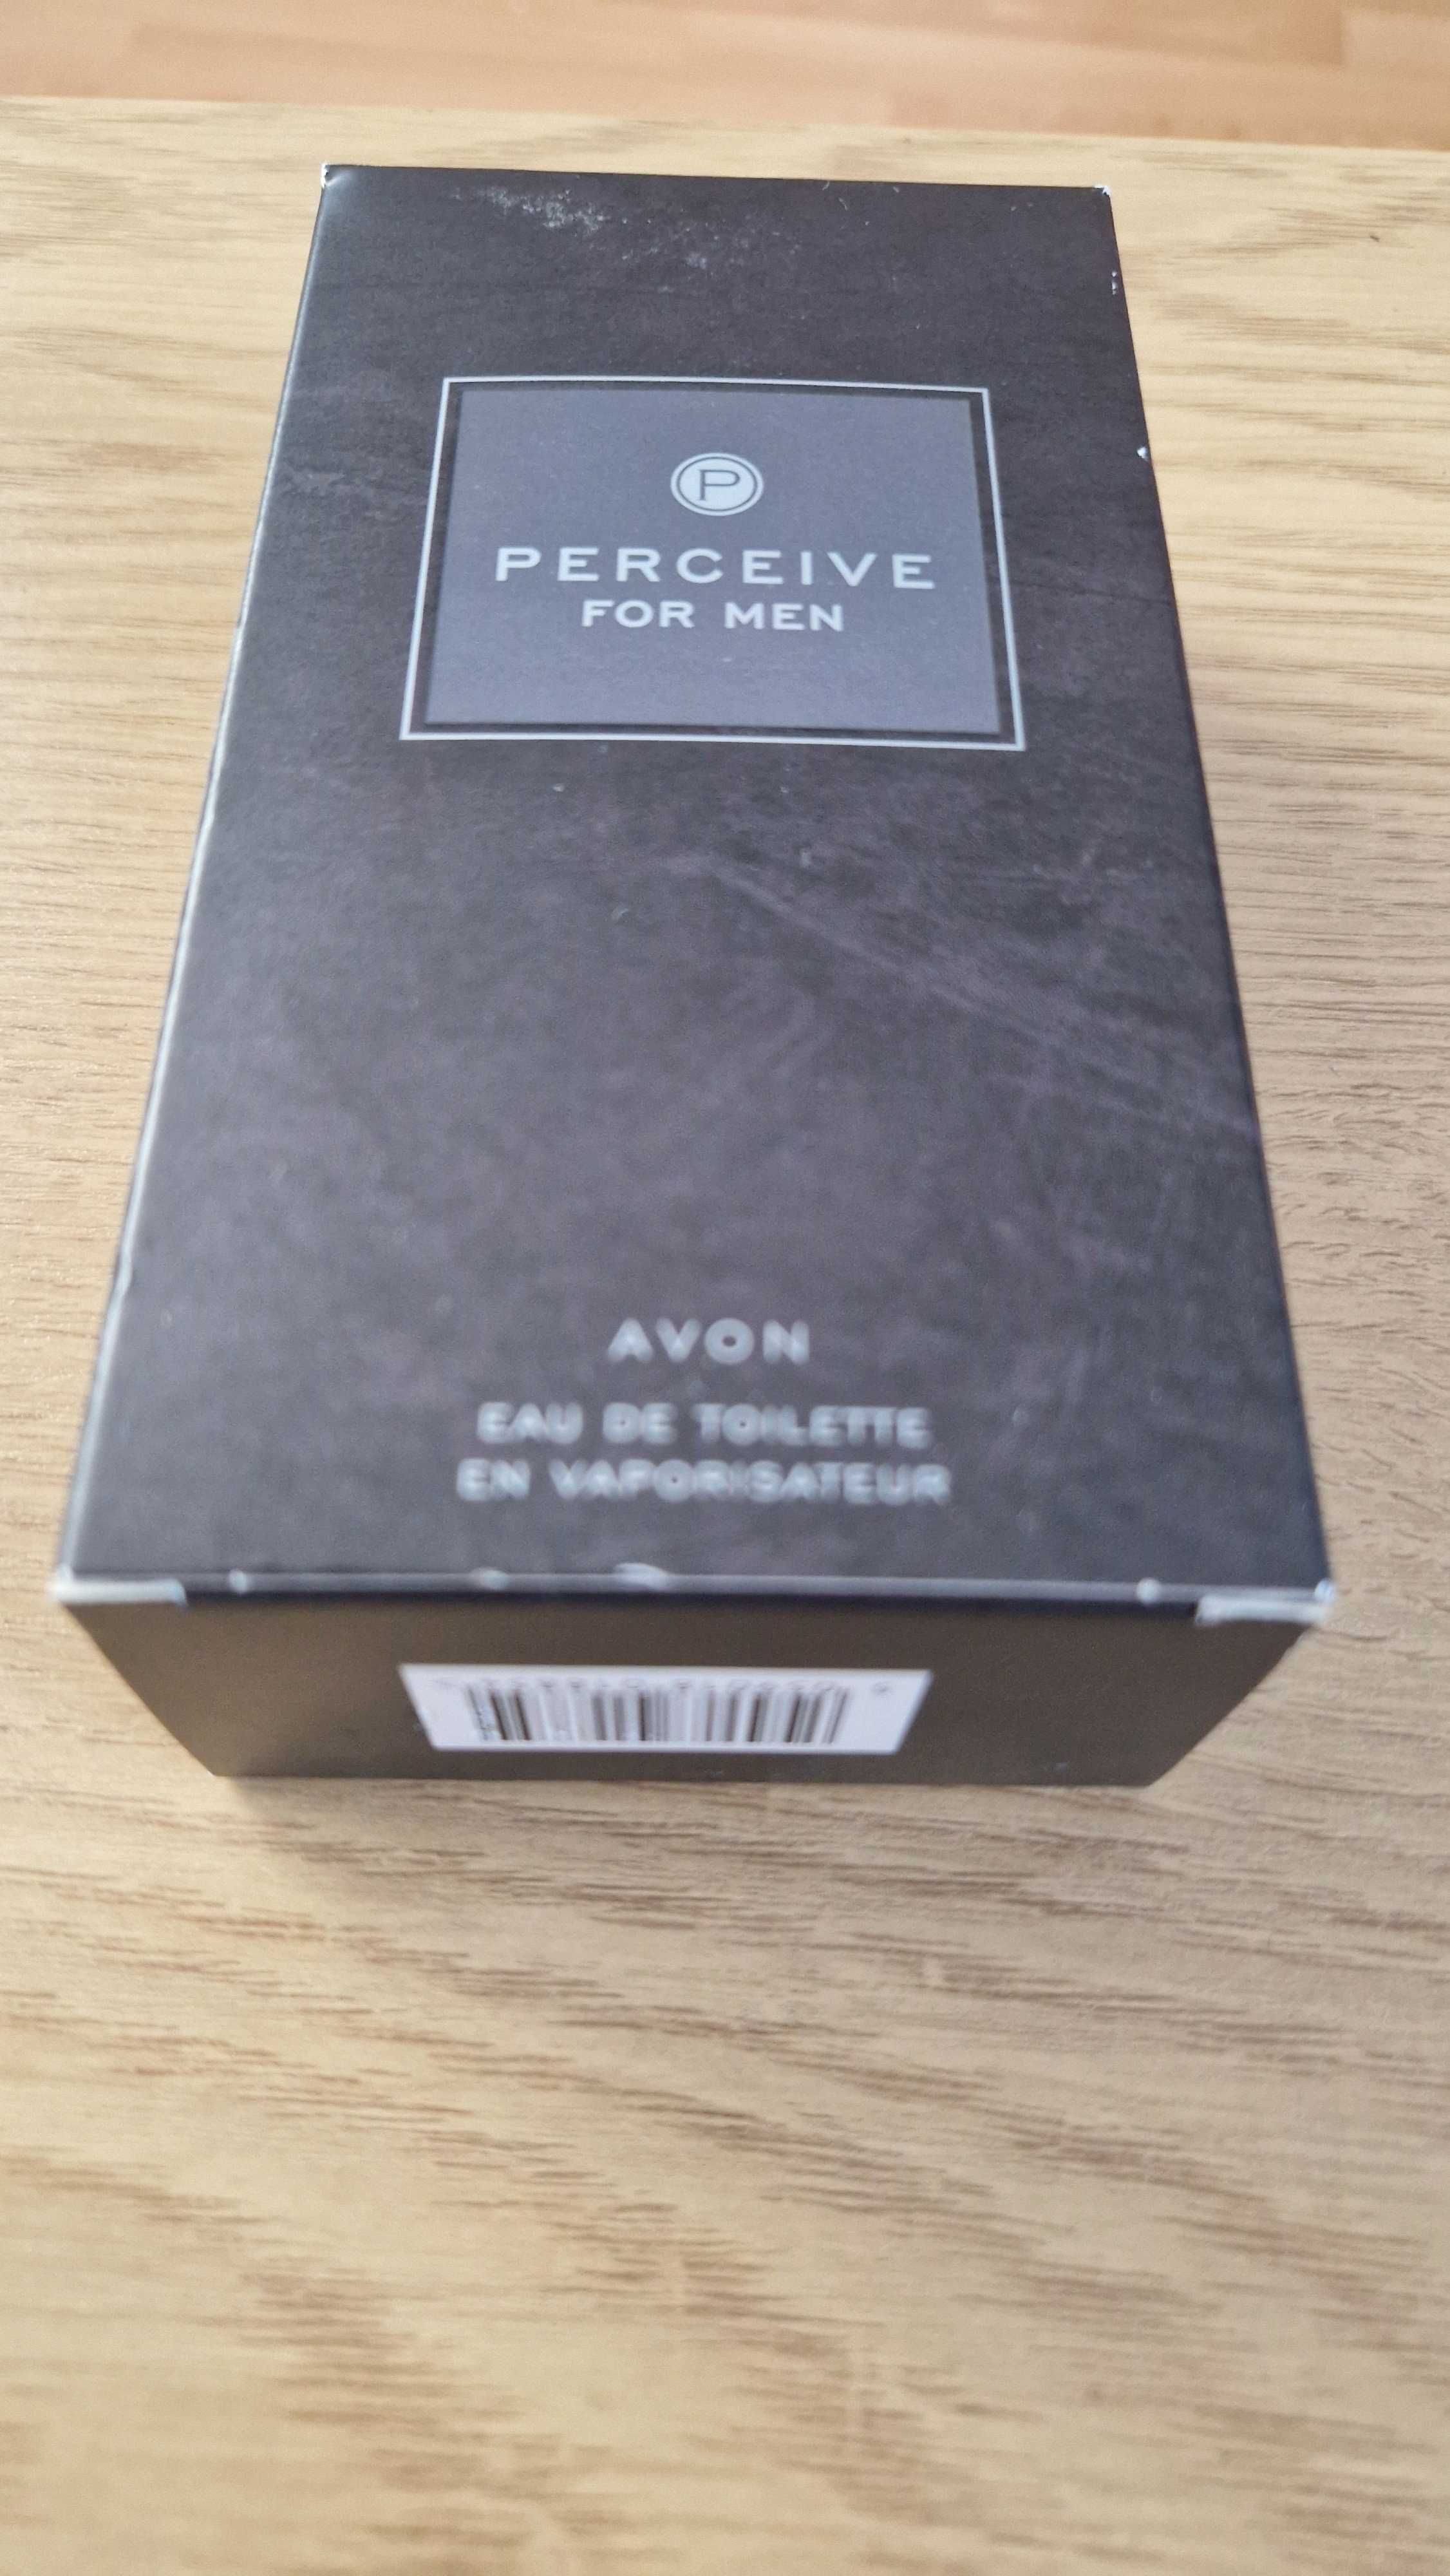 P
PERCEIVE
FOR MEN
AVON
EAU DE TOILETTE
EN VAPORISATEUR